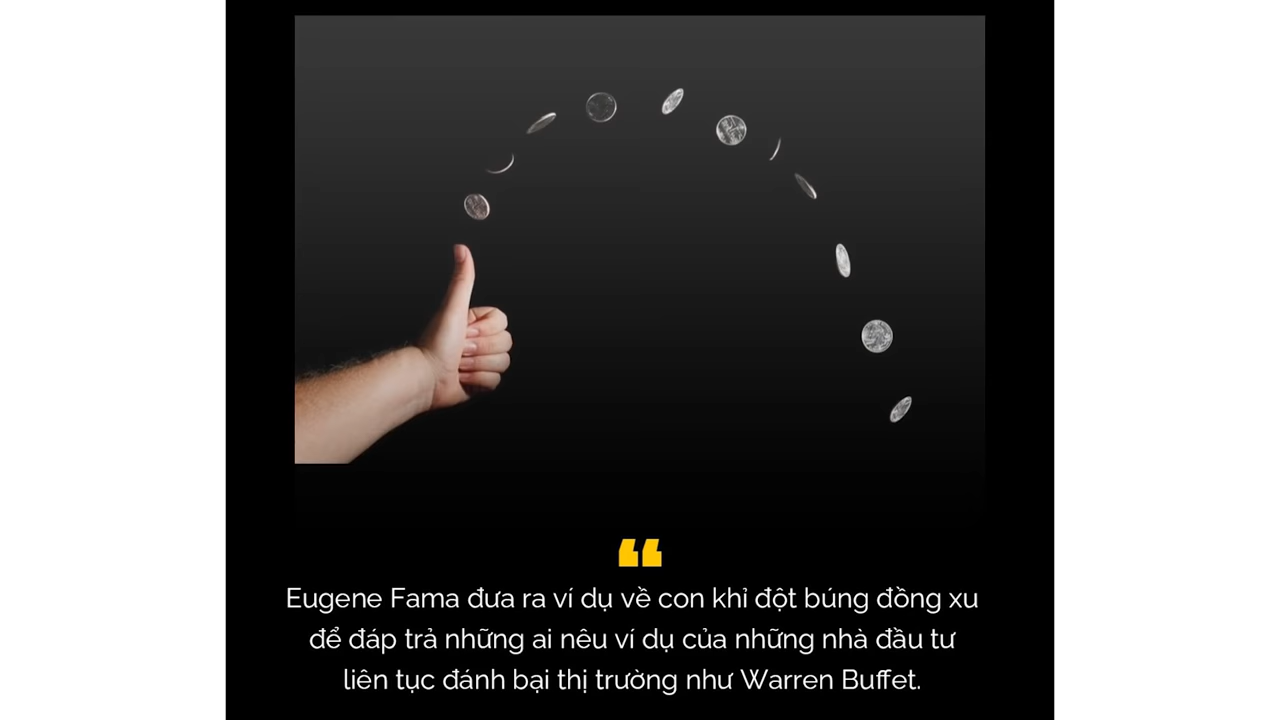 Eugene Fama đưa ra ví dụ về con khỉ đột búng đồng xu
để đáp trả những ai nêu ví dụ của những nhà đầu tư
liên tục đánh bại thị trường như Warren Buffet.